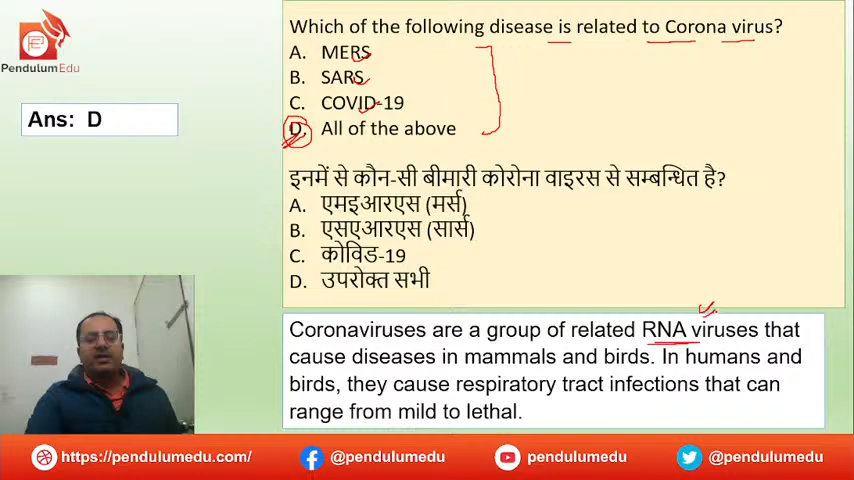 PendulumEdu
Ans: D
Which of the following disease is related to Corona virus?
A. MERS
B. SARS
C. COVID-19
D. All of the above
इनमें से कौन-सी बीमारी कोरोना वाइरस से सम्बन्धित है?
A. एमइआरएस (मर्स)
B. एसएआरएस (सार्स)
C. कोविड-19
D. उपरोक्त सभी
Coronaviruses are a group of related RNA viruses that
cause diseases in mammals and birds. In humans and
birds, they cause respiratory tract infections that can
range from mild to lethal.
https://pendulumedu.com/ @pendulumedu pendulumedu @pendulumedu